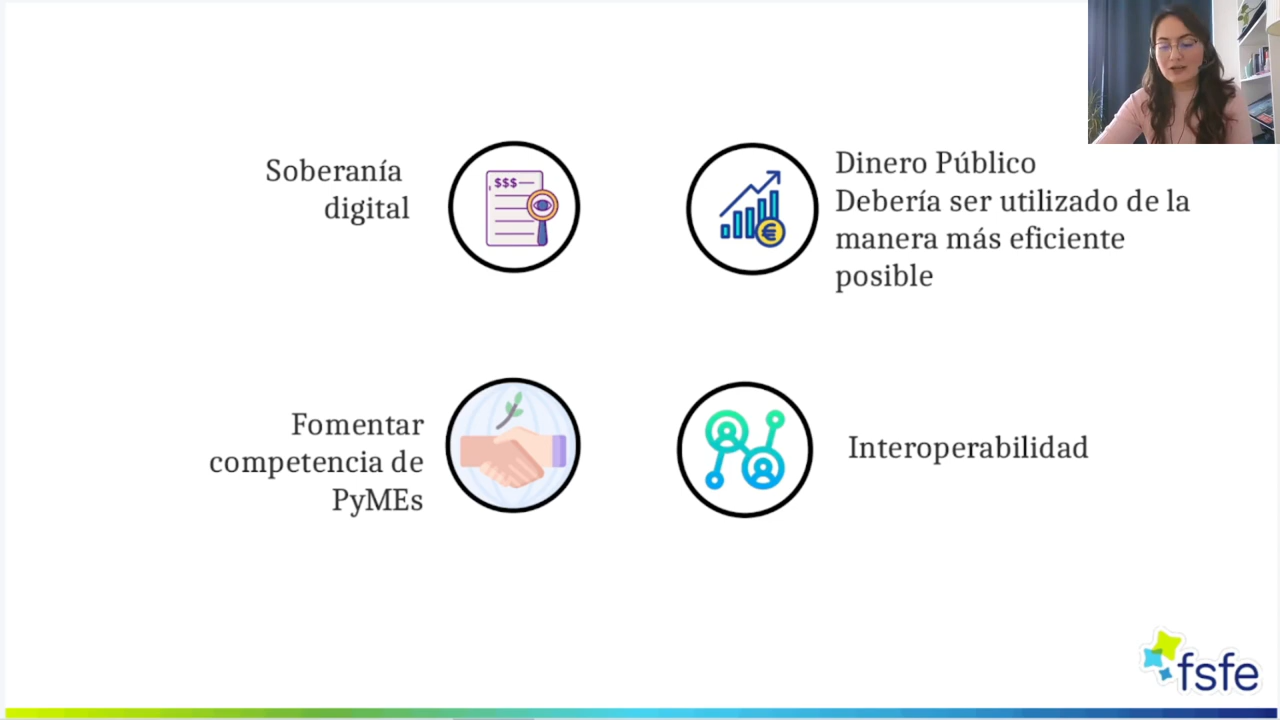 Soberanía
digital
$$$
Dinero Público
Debería ser utilizado de la
manera más eficiente
posible
€
Fomentar
competencia de
PyMEs
Interoperabilidad
fsfe